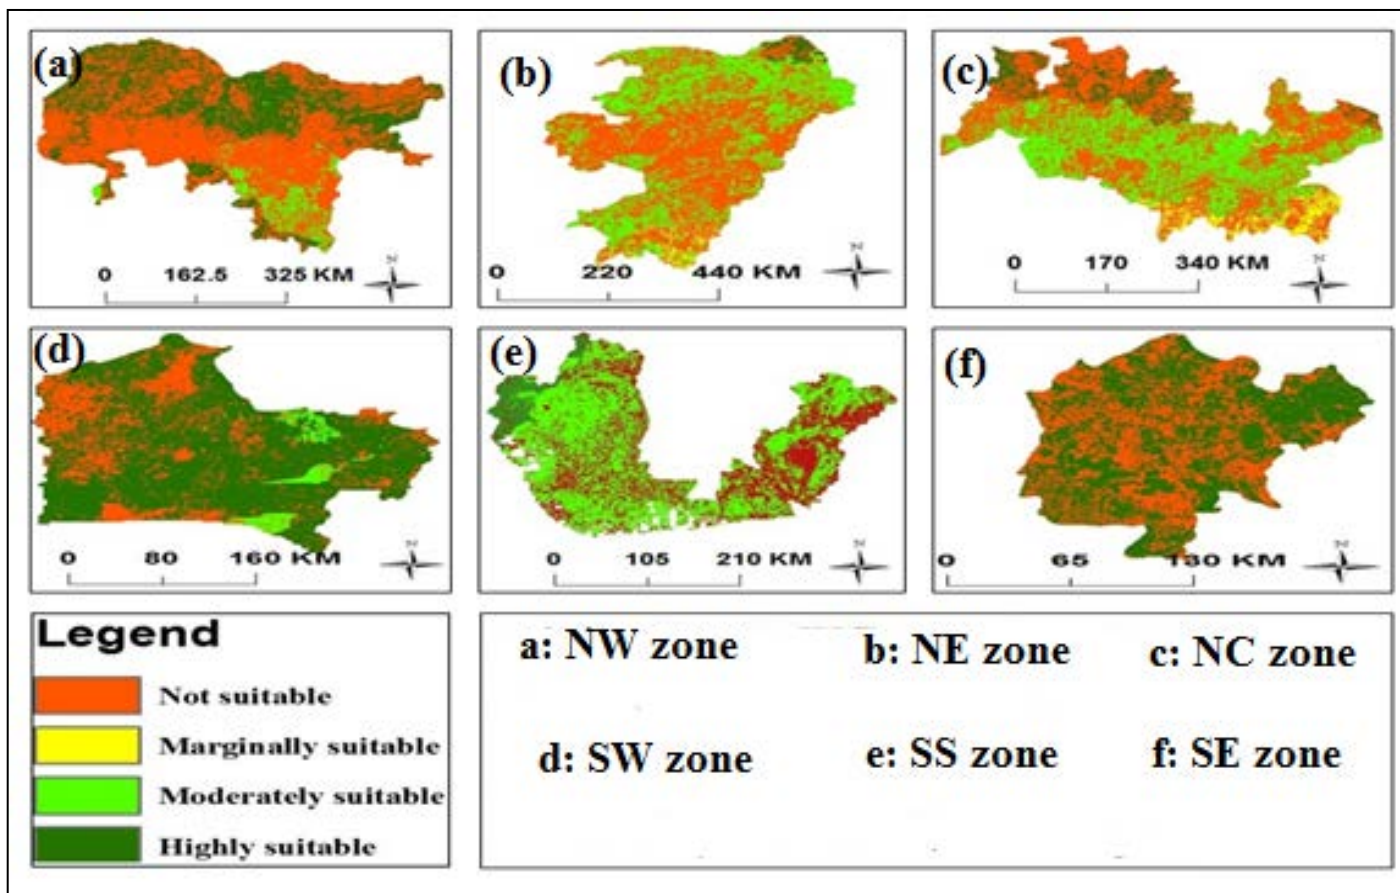 (a)
N
0 162.5 325 KM
(b)
N
0 220 440 KM
(c)
N
0 170 340 KM
(d)
N
0 80 160 KM
(e)
N
0 105 210 KM
(f)
N
0 65 130 KM
Legend
Not suitable
Marginally suitable
Moderately suitable
Highly suitable
a: NW zone b: NE zone c: NC zone
d: SW zone e: SS zone f: SE zone